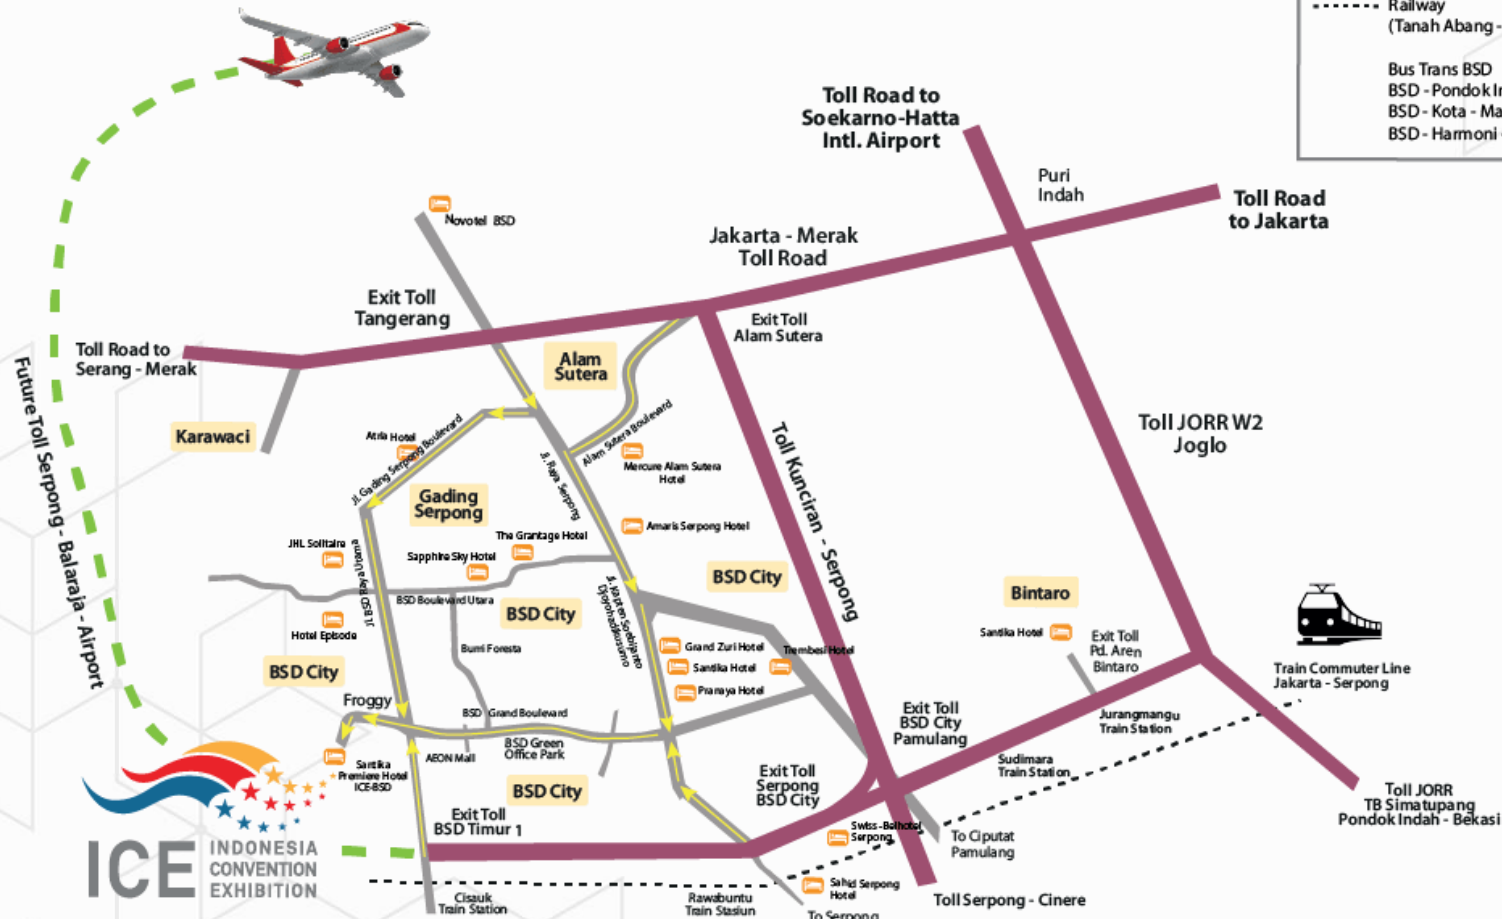 Railway
(Tanah Abang -
Bus Trans BSD
BSD - Pondok In
BSD - Kota - Ma
BSD - Harmoni -
Toll Road to
Soekarno-Hatta
Intl. Airport
Puri
Indah
Toll Road
to Jakarta
Novotel BSD
Jakarta - Merak
Toll Road
Exit Toll
Tangerang
Exit Toll
Alam Sutera
Toll Road to
Serang - Merak
Alam
Sutera
Future Toll Serpong - Balaraja - Airport
Karawaci
Atria Hotel
Jl. Gading Serpong Boulevard
Alam Sutera Boulevard
Jl. Raya Serpong
Mercure Alam Sutera
Hotel
Toll Kunciran - Serpong
Toll JORR W2
Joglo
Gading
Serpong
Amaris Serpong Hotel
The Grantage Hotel
JHL Solitaire
Sapphire Sky Hotel
Jl. BSD Raya Utama
BSD City
BSD Boulevard Utara
BSD City
Jl. Kapten Soebijanto
Djojohadikusumo
Bintaro
Hotel Episode
Bumi Foresta
Grand Zuri Hotel
Trembesi Hotel
Santika Hotel
Pranaya Hotel
Santika Hotel
Exit Toll
Pd. Aren
Bintaro
Train Commuter Line
Jakarta - Serpong
BSD City
Froggy
BSD Grand Boulevard
BSD Green
Office Park
AEON Mall
Exit Toll
BSD City
Pamulang
Jurangmangu
Train Station
Sudimara
Train Station
Santika
Premiere Hotel
ICE-BSD
BSD City
Exit Toll
Serpong
BSD City
Toll JORR
TB Simatupang
Pondok Indah - Bekasi
Exit Toll
BSD Timur 1
Swiss-Belhotel
Serpong
To Ciputat
Pamulang
ICE
INDONESIA
CONVENTION
EXHIBITION
Cisauk
Train Station
Rawabuntu
Train Stasiun
Sahid Serpong
Hotel
To Serpong
Toll Serpong - Cinere